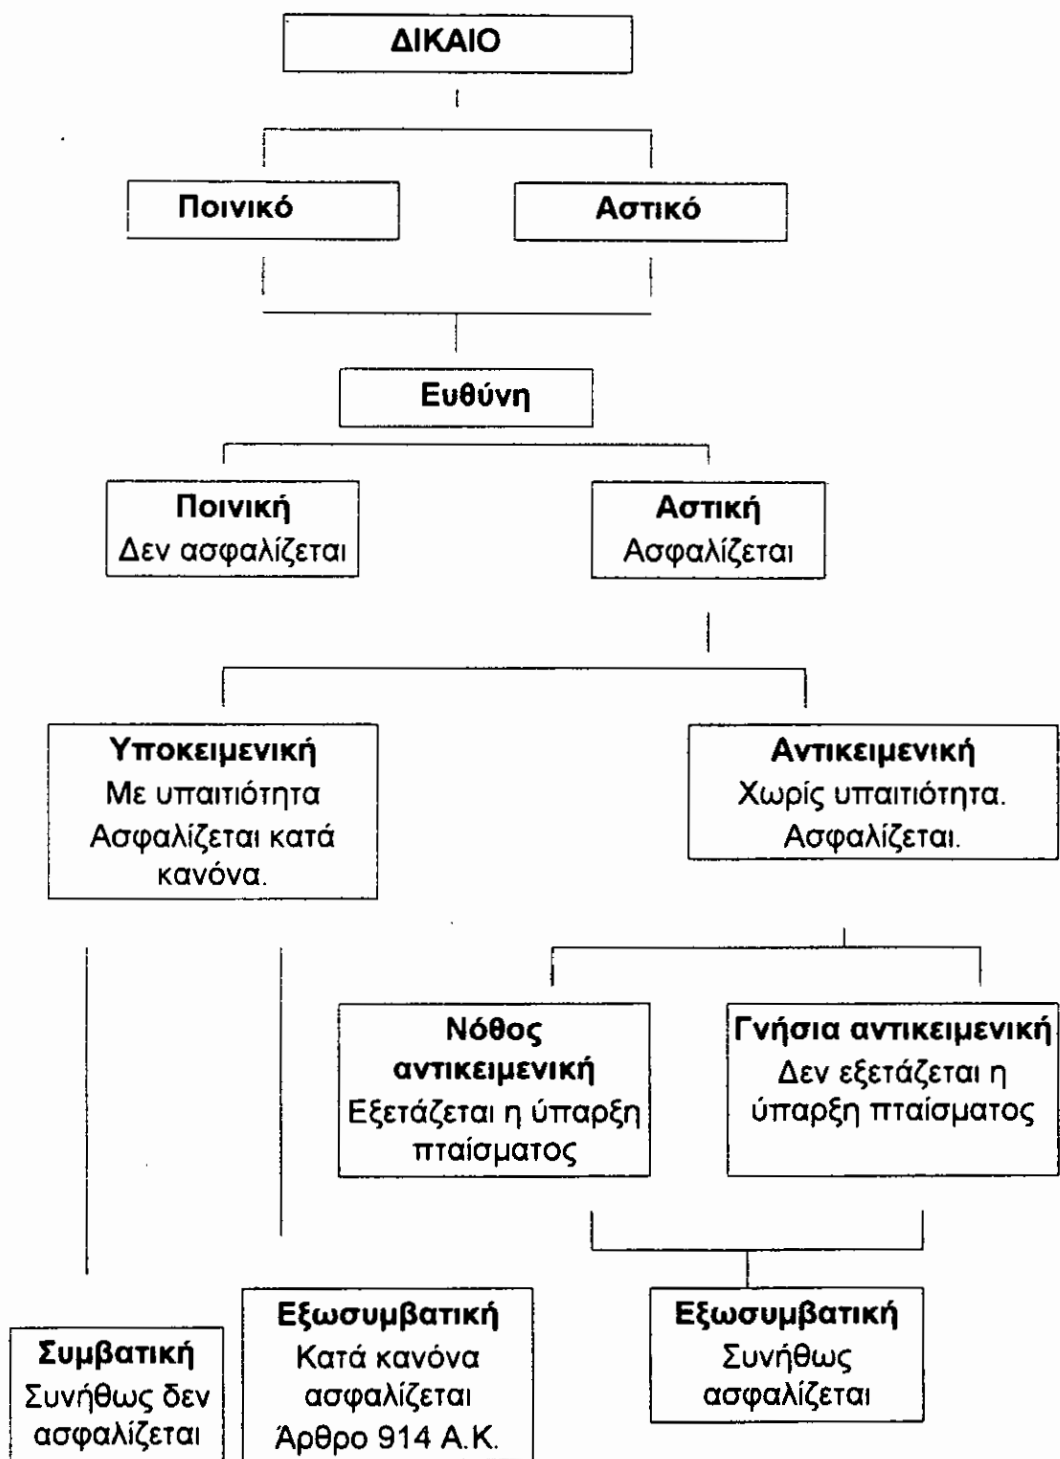 ΔΙΚΑΙΟ
Ποινικό
Αστικό
Ευθύνη
Ποινική
Δεν ασφαλίζεται
Αστική
Ασφαλίζεται
Υποκειμενική
Με υπαιτιότητα
Ασφαλίζεται κατά
κανόνα.
Αντικειμενική
Χωρίς υπαιτιότητα.
Ασφαλίζεται.
Νόθος
αντικειμενική
Εξετάζεται η ύπαρξη
πταίσματος
Γνήσια αντικειμενική
Δεν εξετάζεται η
ύπαρξη πταίσματος
Συμβατική
Συνήθως δεν
ασφαλίζεται
Εξωσυμβατική
Κατά κανόνα
ασφαλίζεται
Άρθρο 914 Α.Κ.
Εξωσυμβατική
Συνήθως
ασφαλίζεται